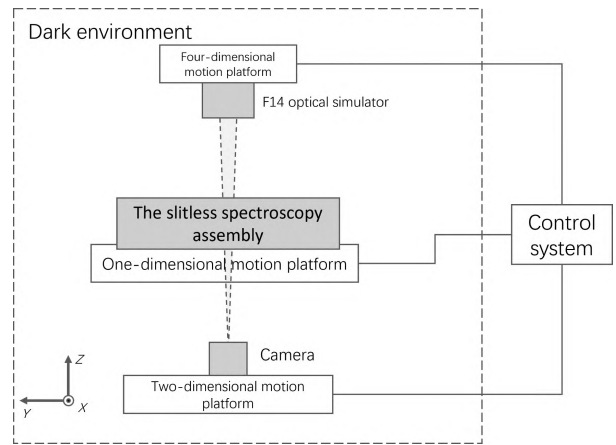 Dark environment
Four-dimensional
motion platform
F14 optical simulator
The slitless spectroscopy
assembly
One-dimensional motion platform
Control
system
Camera
Two-dimensional motion
platform
Z
Y
X